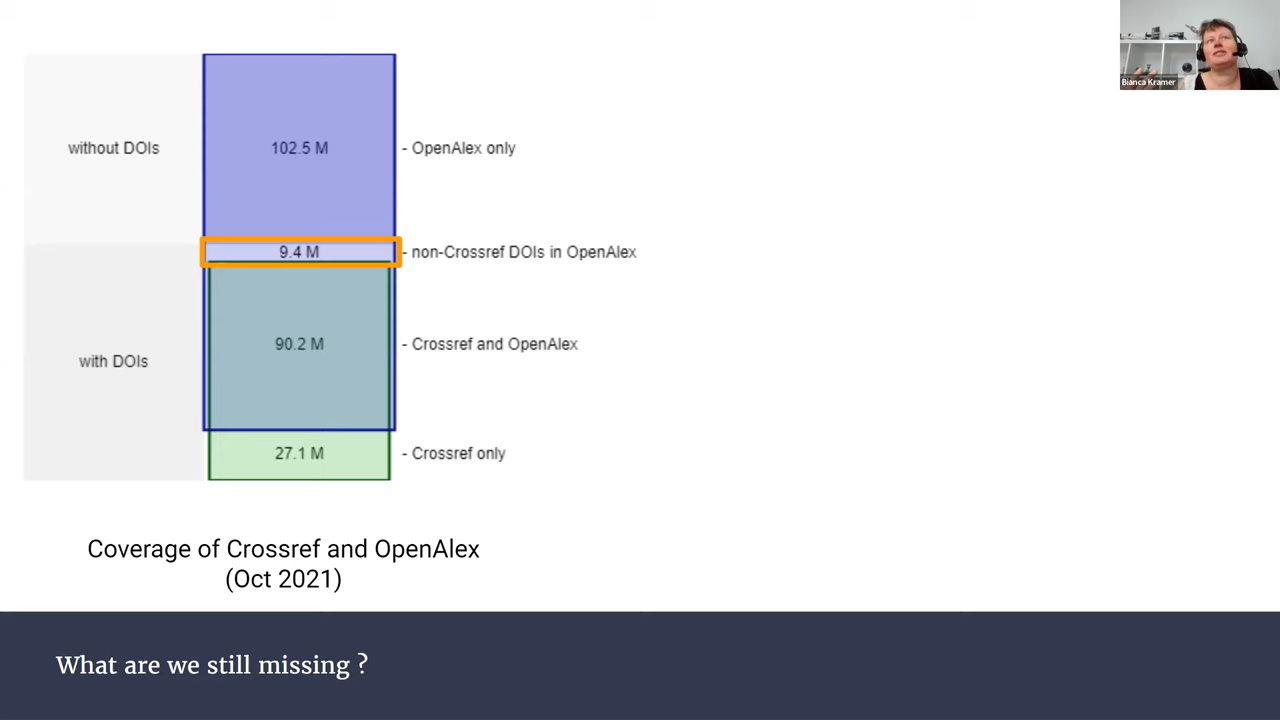 Bianca Kramer
without DOIs
102.5 M
- OpenAlex only
9.4 M
- non-Crossref DOIs in OpenAlex
with DOIs
90.2 M
- Crossref and OpenAlex
27.1 M
- Crossref only
Coverage of Crossref and OpenAlex
(Oct 2021)
What are we still missing ?